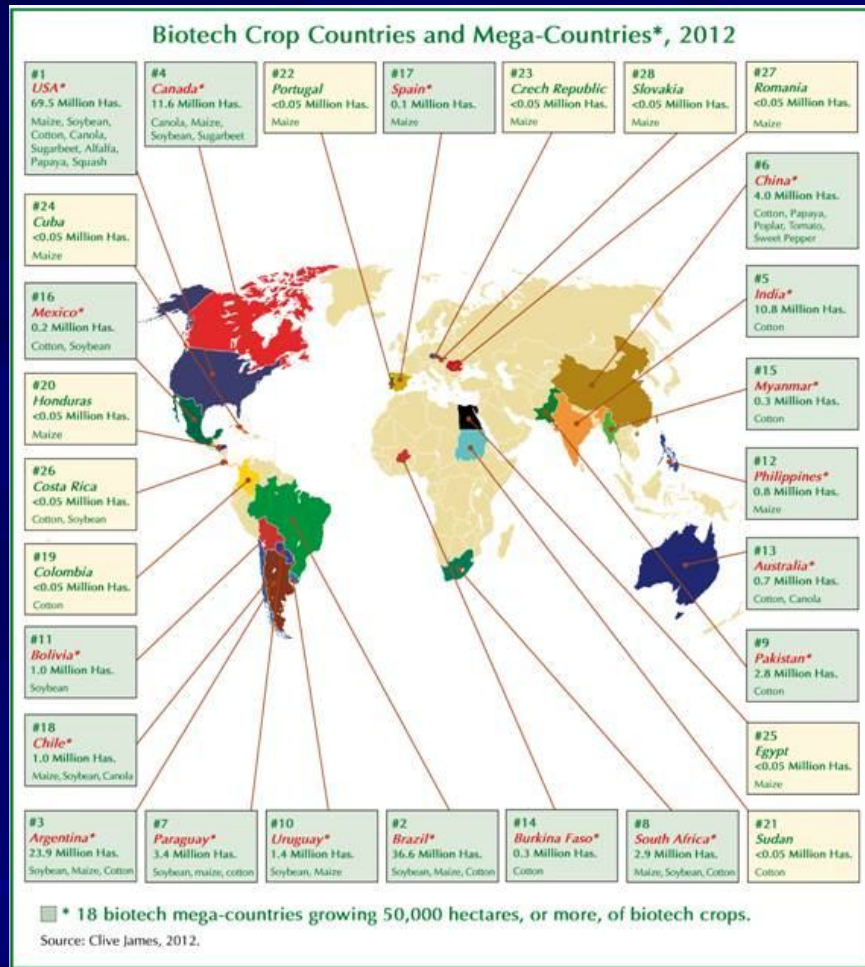 Biotech Crop Countries and Mega-Countries*, 2012
#1
USA*
69.5 Million Has.
Maize, Soybean,
Cotton, Canola,
Sugarbeet, Alfalfa,
Papaya, Squash
#4
Canada*
11.6 Million Has.
Canola, Maize,
Soybean, Sugarbeet
#22
Portugal
<0.05 Million Has.
Maize
#17
Spain*
0.1 Million Has.
Maize
#23
Czech Republic
<0.05 Million Has.
Maize
#28
Slovakia
<0.05 Million Has.
Maize
#27
Romania
<0.05 Million Has.
Maize
#24
Cuba
<0.05 Million Has.
Maize
#16
Mexico*
0.2 Million Has.
Cotton, Soybean
#20
Honduras
<0.05 Million Has.
Maize
#26
Costa Rica
<0.05 Million Has.
Cotton, Soybean
#19
Colombia
<0.05 Million Has.
Cotton
#11
Bolivia*
1.0 Million Has.
Soybean
#18
Chile*
1.0 Million Has.
Maize, Soybean, Canola
#6
China*
4.0 Million Has.
Cotton, Papaya,
Poplar, Tomato,
Sweet Pepper
#5
India*
10.8 Million Has.
Cotton
#15
Myanmar*
0.3 Million Has.
Cotton
#12
Philippines*
0.8 Million Has.
Maize
#13
Australia*
0.7 Million Has.
Cotton, Canola
#9
Pakistan*
2.8 Million Has.
Cotton
#25
Egypt
<0.05 Million Has.
Maize
#3
Argentina*
23.9 Million Has.
Soybean, Maize, Cotton
#7
Paraguay*
3.4 Million Has.
Soybean, maize, cotton
#10
Uruguay*
1.4 Million Has.
Soybean, Maize
#2
Brazil*
36.6 Million Has.
Soybean, Maize, Cotton
#14
Burkina Faso*
0.3 Million Has.
Cotton
#8
South Africa*
2.9 Million Has.
Maize, Soybean, Cotton
#21
Sudan
<0.05 Million Has.
Cotton
* 18 biotech mega-countries growing 50,000 hectares, or more, of biotech crops.
Source: Clive James, 2012.